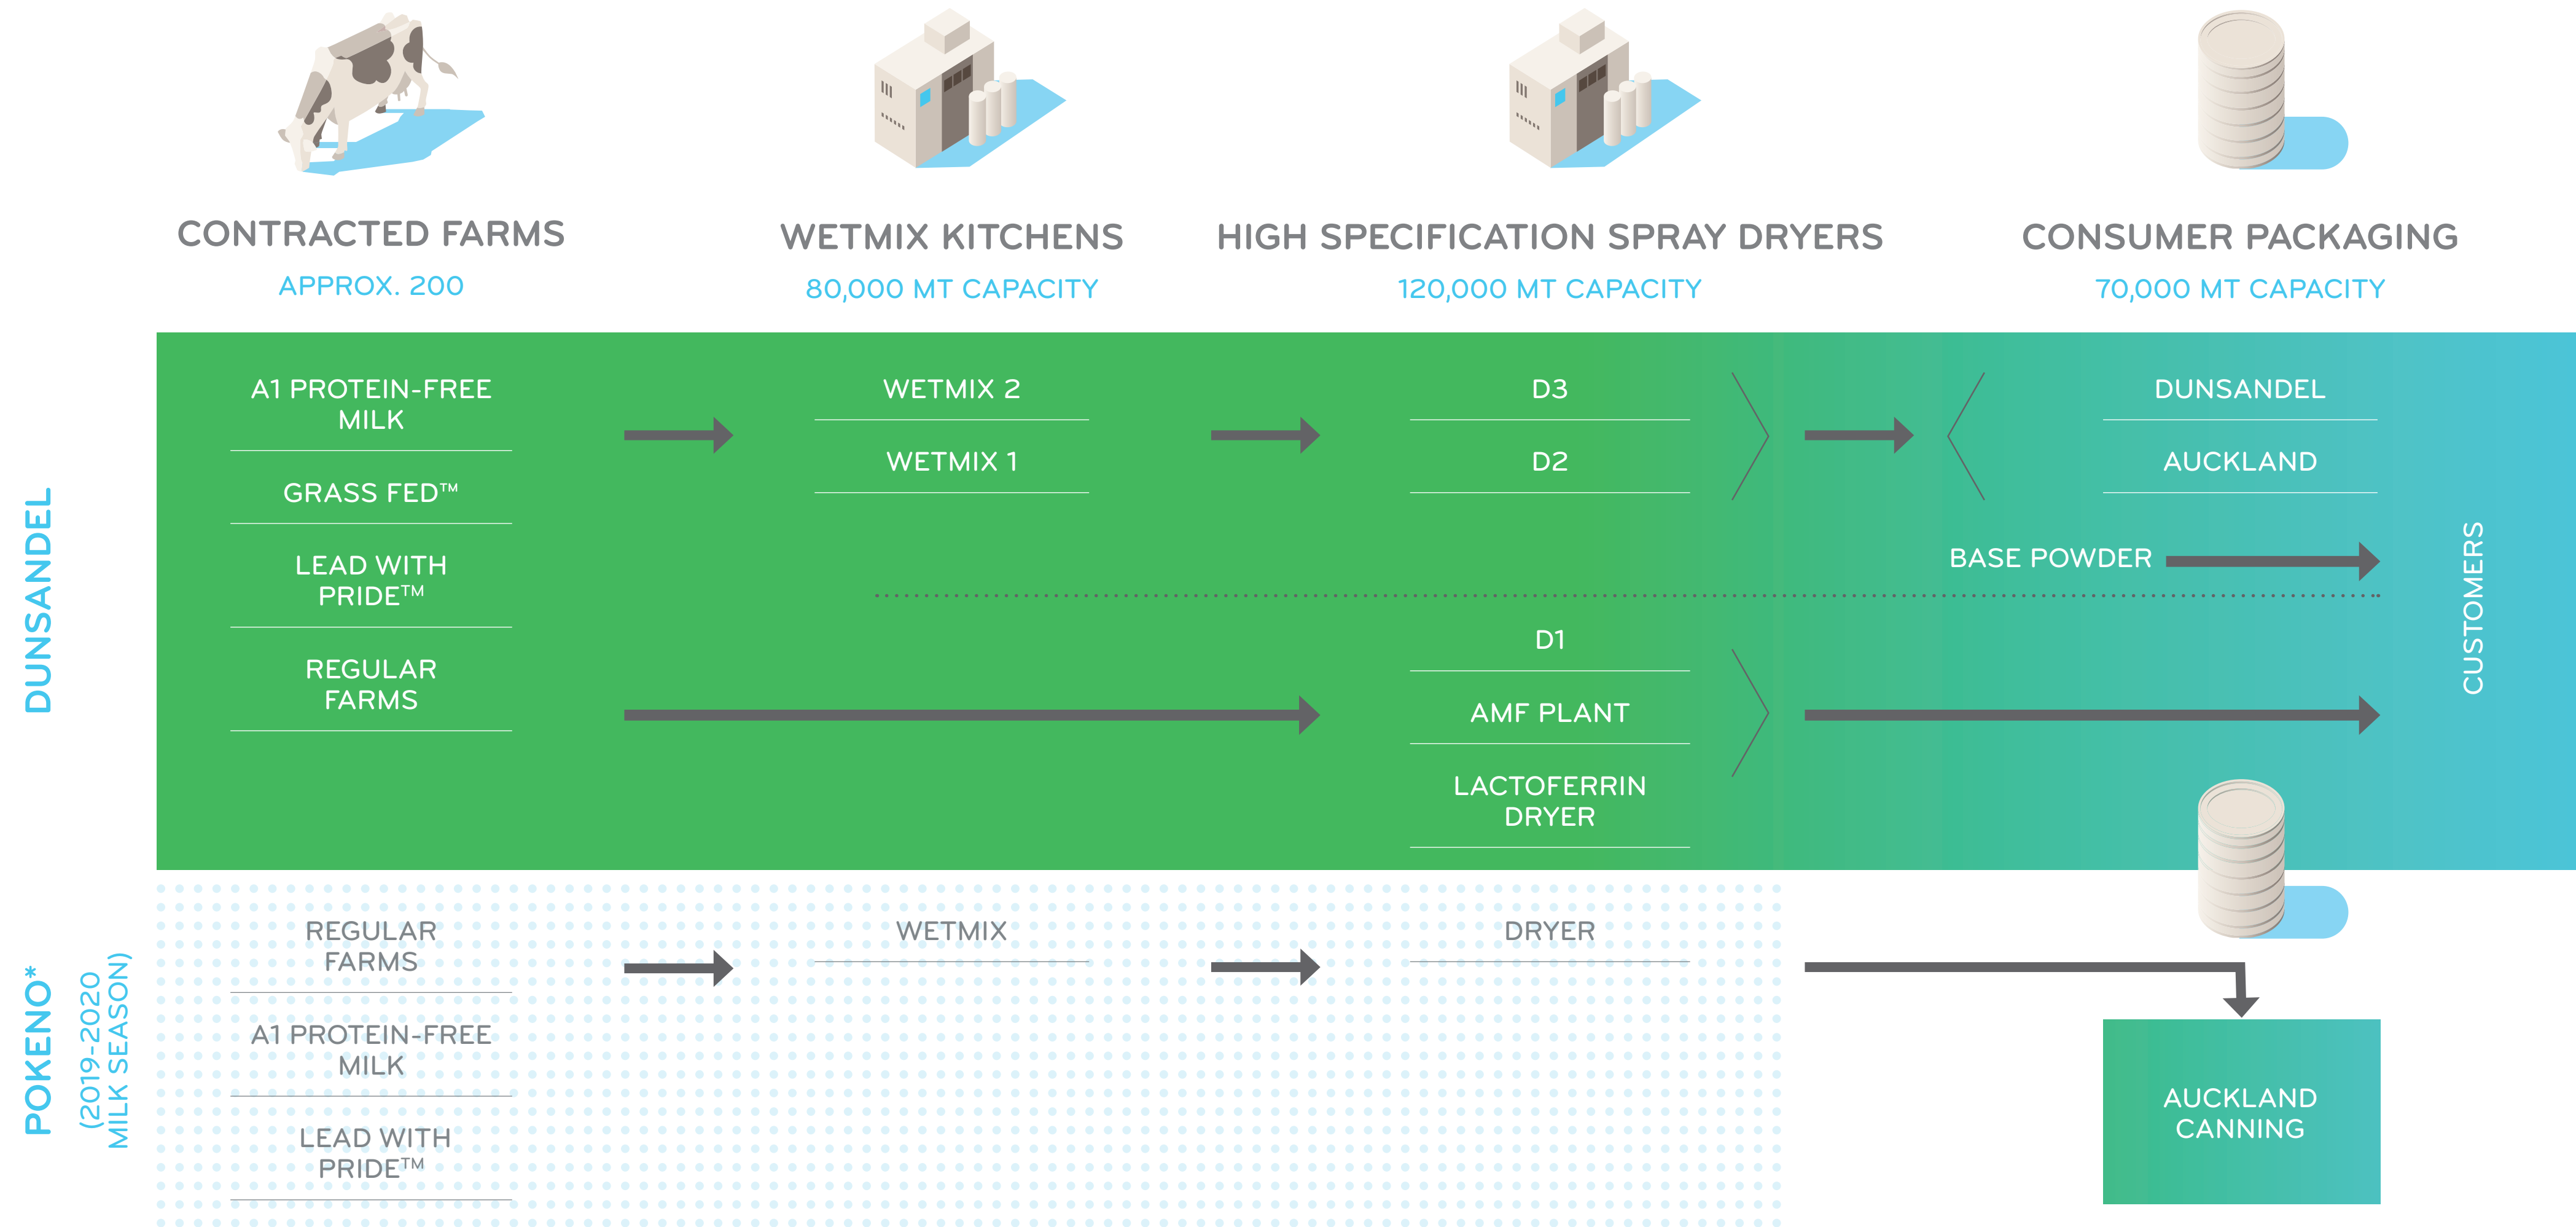 CONTRACTED FARMS
APPROX. 200
WETMIX KITCHENS
80,000 MT CAPACITY
HIGH SPECIFICATION SPRAY DRYERS
120,000 MT CAPACITY
CONSUMER PACKAGING
70,000 MT CAPACITY
DUNSANDEL
A1 PROTEIN-FREE
MILK
GRASS FED™
LEAD WITH
PRIDE™
REGULAR
FARMS
WETMIX 2
WETMIX 1
D3
D2
DUNSANDEL
AUCKLAND
BASE POWDER
D1
AMF PLANT
LACTOFERRIN
DRYER
CUSTOMERS
POKENO*
(2019-2020
MILK SEASON)
REGULAR
FARMS
A1 PROTEIN-FREE
MILK
LEAD WITH
PRIDE™
WETMIX
DRYER
AUCKLAND
CANNING